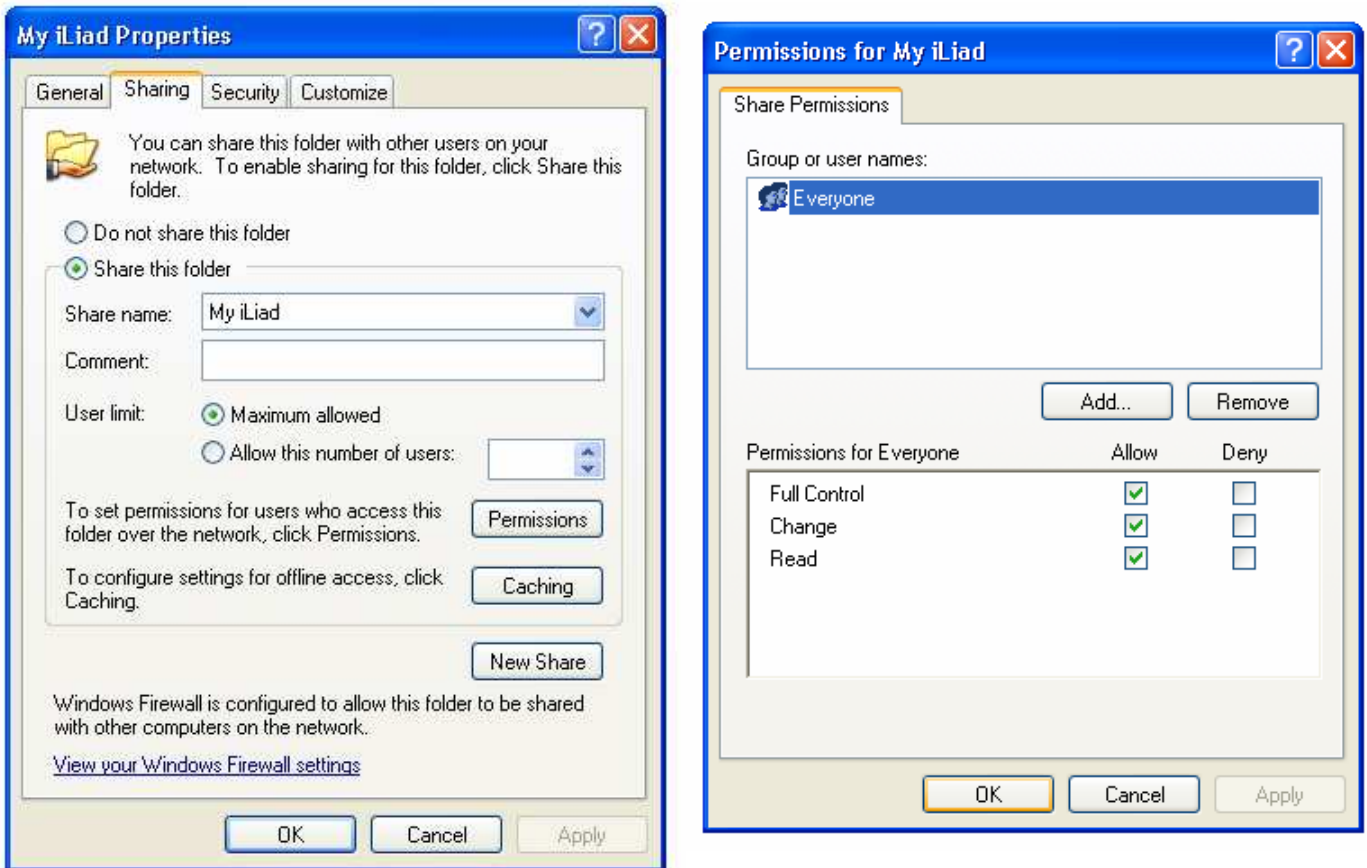 My iLiad Properties
General Sharing Security Customize
You can share this folder with other users on your
network. To enable sharing for this folder, click Share this
folder.
Do not share this folder
Share this folder
Share name: My iLiad
Comment:
User limit: Maximum allowed
Allow this number of users:
To set permissions for users who access this
folder over the network, click Permissions.
Permissions
To configure settings for offline access, click
Caching.
Caching
New Share
Windows Firewall is configured to allow this folder to be shared
with other computers on the network.
View your Windows Firewall settings
OK Cancel Apply
Permissions for My iLiad
Share Permissions
Group or user names:
Everyone
Add... Remove
Permissions for Everyone Allow Deny
Full Control
Change
Read
OK Cancel Apply